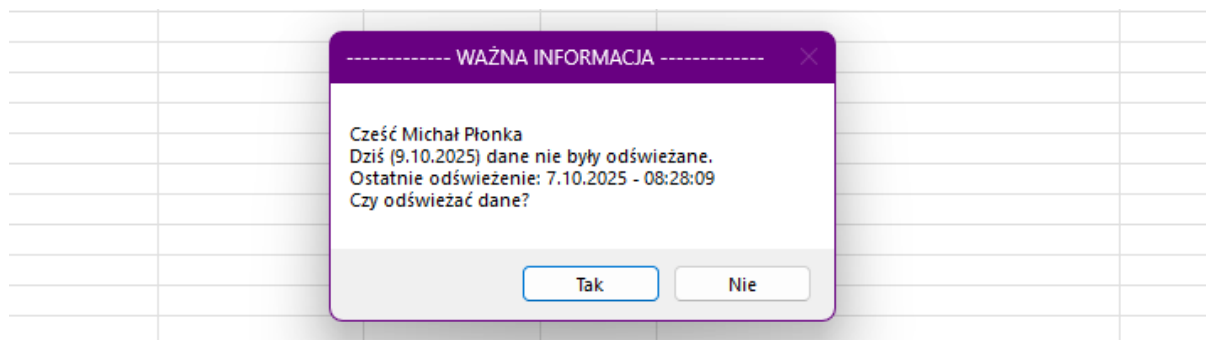 ------------- WAŻNA INFORMACJA -------------
Cześć Michał Płonka
Dziś (9.10.2025) dane nie były odświeżane.
Ostatnie odświeżenie: 7.10.2025 - 08:28:09
Czy odświeżać dane?
Tak Nie